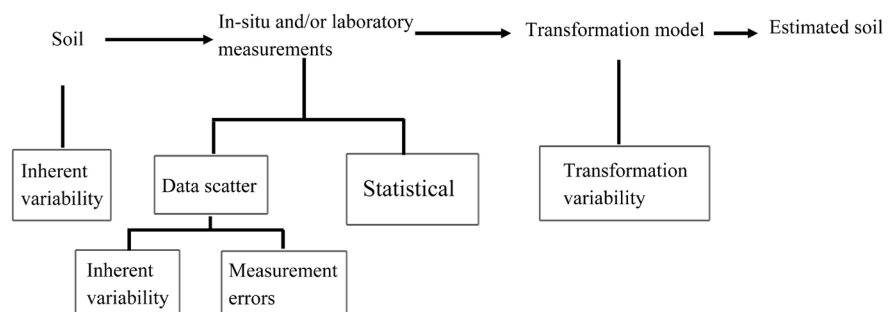 Soil
In-situ and/or laboratory
measurements
Transformation model
Estimated soil
Inherent
variability
Data scatter
Statistical
Transformation
variability
Inherent
variability
Measurement
errors